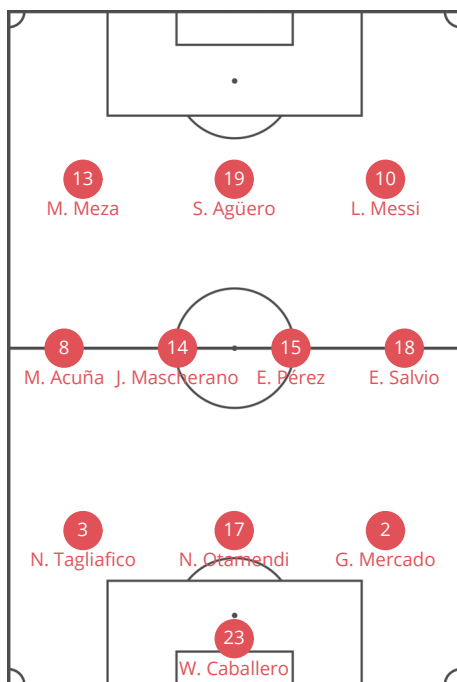 13 19 10
M. Meza S. Agüero L. Messi
8 14 15 18
M. Acuña J. Mascherano E. Pérez E. Salvio
3 17 2
N. Tagliafico N. Otamendi G. Mercado
23
W. Caballero